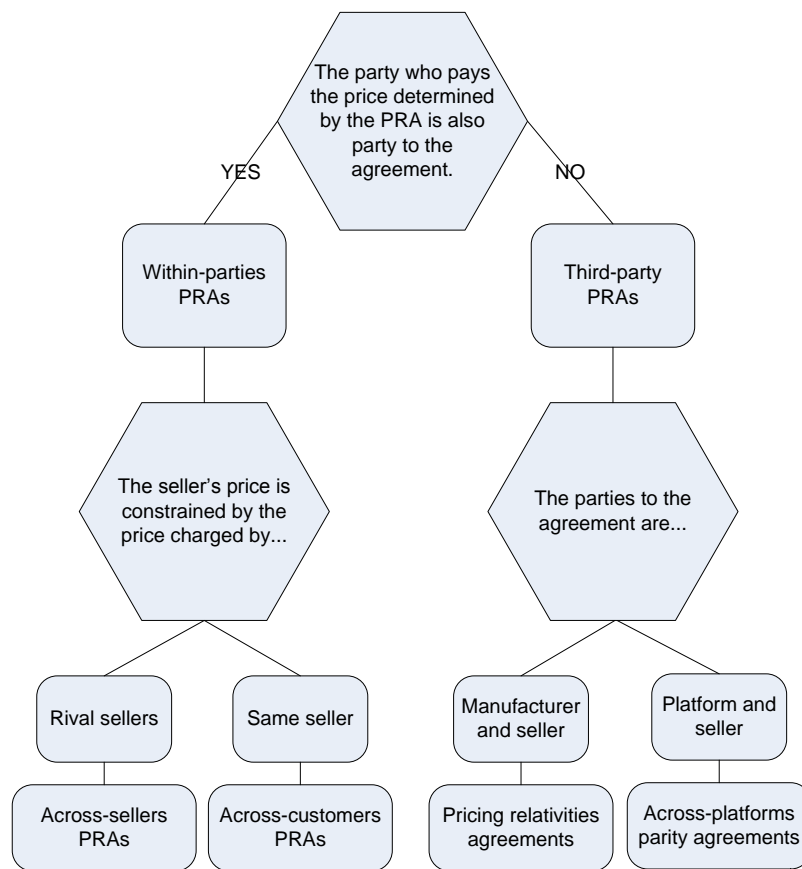 The party who pays
the price determined
by the PRA is also
party to the
agreement.
YES
NO
Within-parties
PRAs
Third-party
PRAs
The seller’s price is
constrained by the
price charged by...
The parties to the
agreement are...
Rival sellers
Same seller
Manufacturer
and seller
Platform and
seller
Across-sellers
PRAs
Across-customers
PRAs
Pricing relativities
agreements
Across-platforms
parity agreements